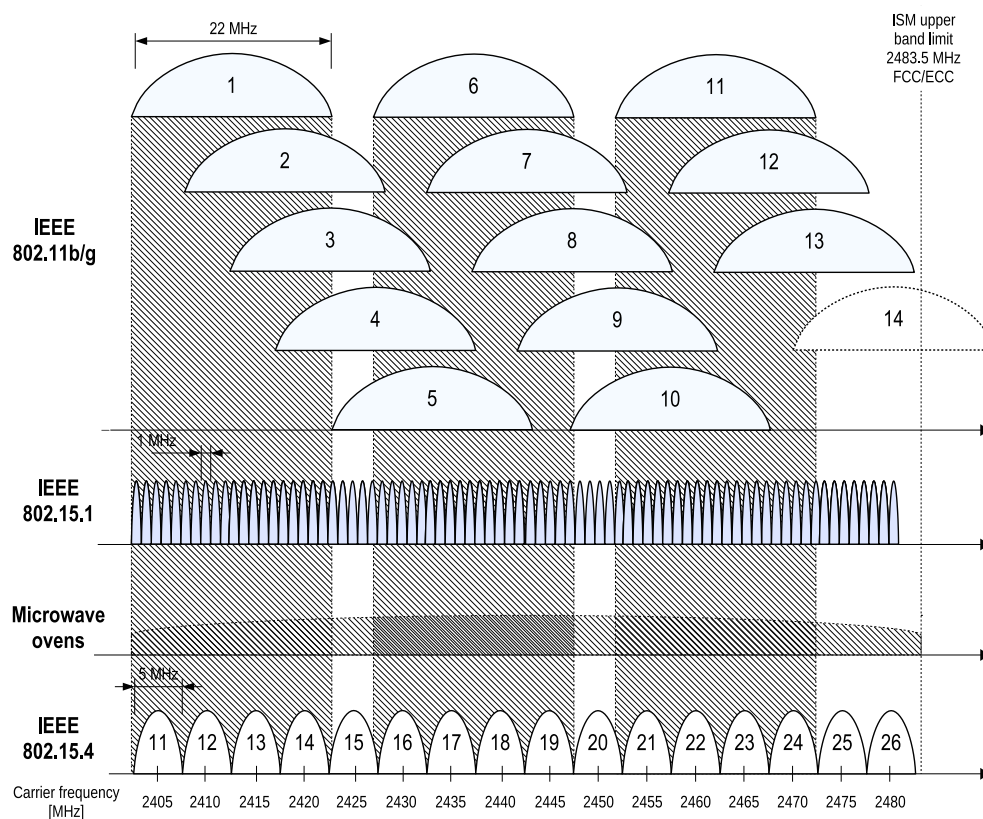 22 MHz
ISM upper
band limit
2483.5 MHz
FCC/ECC
1
6
11
2
7
12
IEEE
802.11b/g
3
8
13
4
9
14
5
10
1 MHz
IEEE
802.15.1
Microwave
ovens
5 MHz
IEEE
802.15.4
11 12 13 14 15 16 17 18 19 20 21 22 23 24 25 26
Carrier frequency
[MHz]
2405 2410 2415 2420 2425 2430 2435 2440 2445 2450 2455 2460 2465 2470 2475 2480